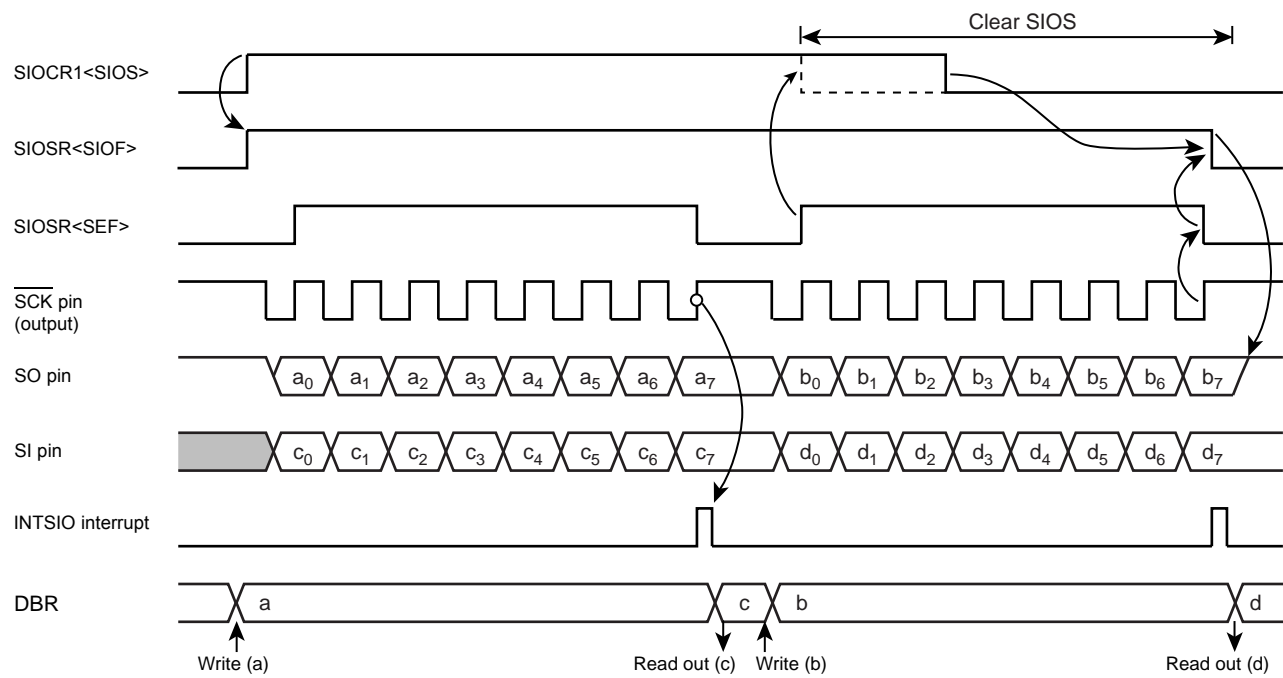 Clear SIOS
SIOCR1<SIOS>
SIOSR<SIOF>
SIOSR<SEF>
SCK pin
(output)
SO pin
a0 a1 a2 a3 a4 a5 a6 a7 b0 b1 b2 b3 b4 b5 b6 b7
SI pin
c0 c1 c2 c3 c4 c5 c6 c7 d0 d1 d2 d3 d4 d5 d6 d7
INTSIO interrupt
DBR
a c b d
Write (a) Read out (c) Write (b) Read out (d)